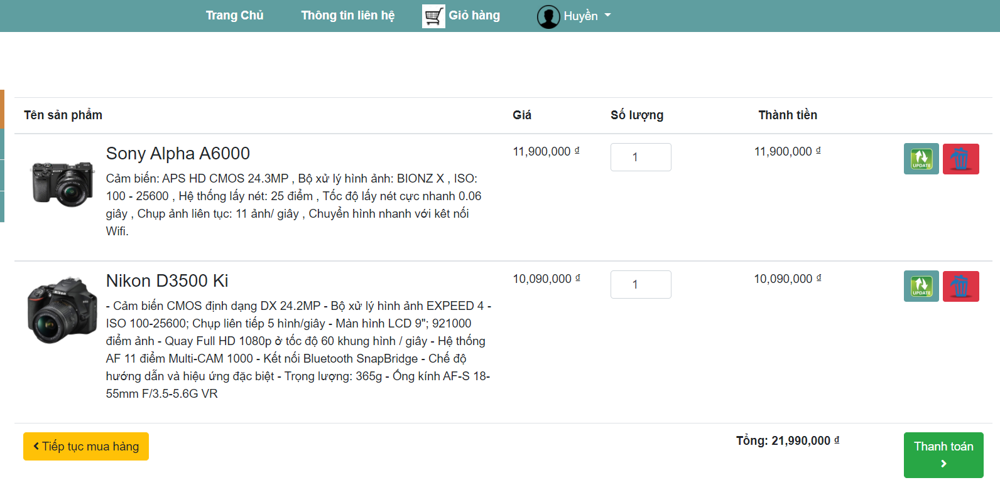 Trang Chủ Thông tin liên hệ Giỏ hàng Huyền
Tên sản phẩm Giá Số lượng Thành tiền
Sony Alpha A6000 11,900,000 ₫ 1 11,900,000 ₫ UPDATE
Cảm biến: APS HD CMOS 24.3MP , Bộ xử lý hình ảnh: BIONZ X , ISO:
100 - 25600 , Hệ thống lấy nét: 25 điểm , Tốc độ lấy nét cực nhanh 0.06
giây , Chụp ảnh liên tục: 11 ảnh/ giây , Chuyển hình nhanh với kêt nối
Wifi.
SONY
Nikon D3500 Ki 10,090,000 ₫ 1 10,090,000 ₫ UPDATE
- Cảm biến CMOS định dạng DX 24.2MP - Bộ xử lý hình ảnh EXPEED 4 -
ISO 100-25600; Chụp liên tiếp 5 hình/giây - Màn hình LCD 9"; 921000
điểm ảnh - Quay Full HD 1080p ở tốc độ 60 khung hình / giây - Hệ thống
AF 11 điểm Multi-CAM 1000 - Kết nối Bluetooth SnapBridge - Chế độ
hướng dẫn và hiệu ứng đặc biệt - Trọng lượng: 365g - Ống kính AF-S 18-
55mm F/3.5-5.6G VR
Nikon
Tiếp tục mua hàng Tổng: 21,990,000 ₫ Thanh toán